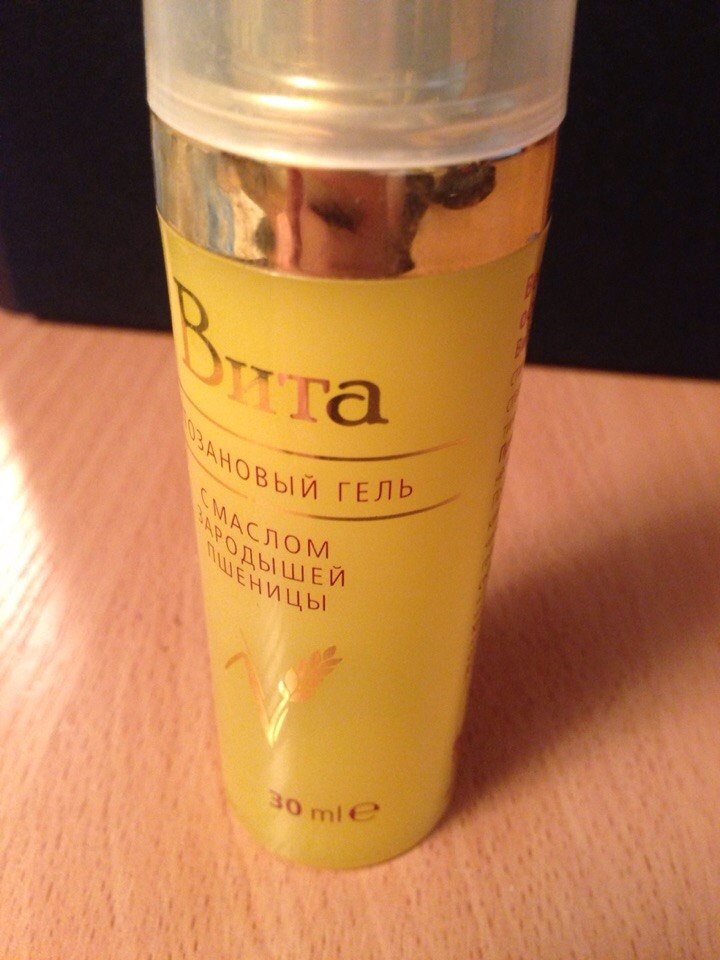 Вита
ОЗАНОВЫЙ ГЕЛЬ
С МАСЛОМ
ЗАРОДЫШЕЙ
ПШЕНИЦЫ
30 ml ℮